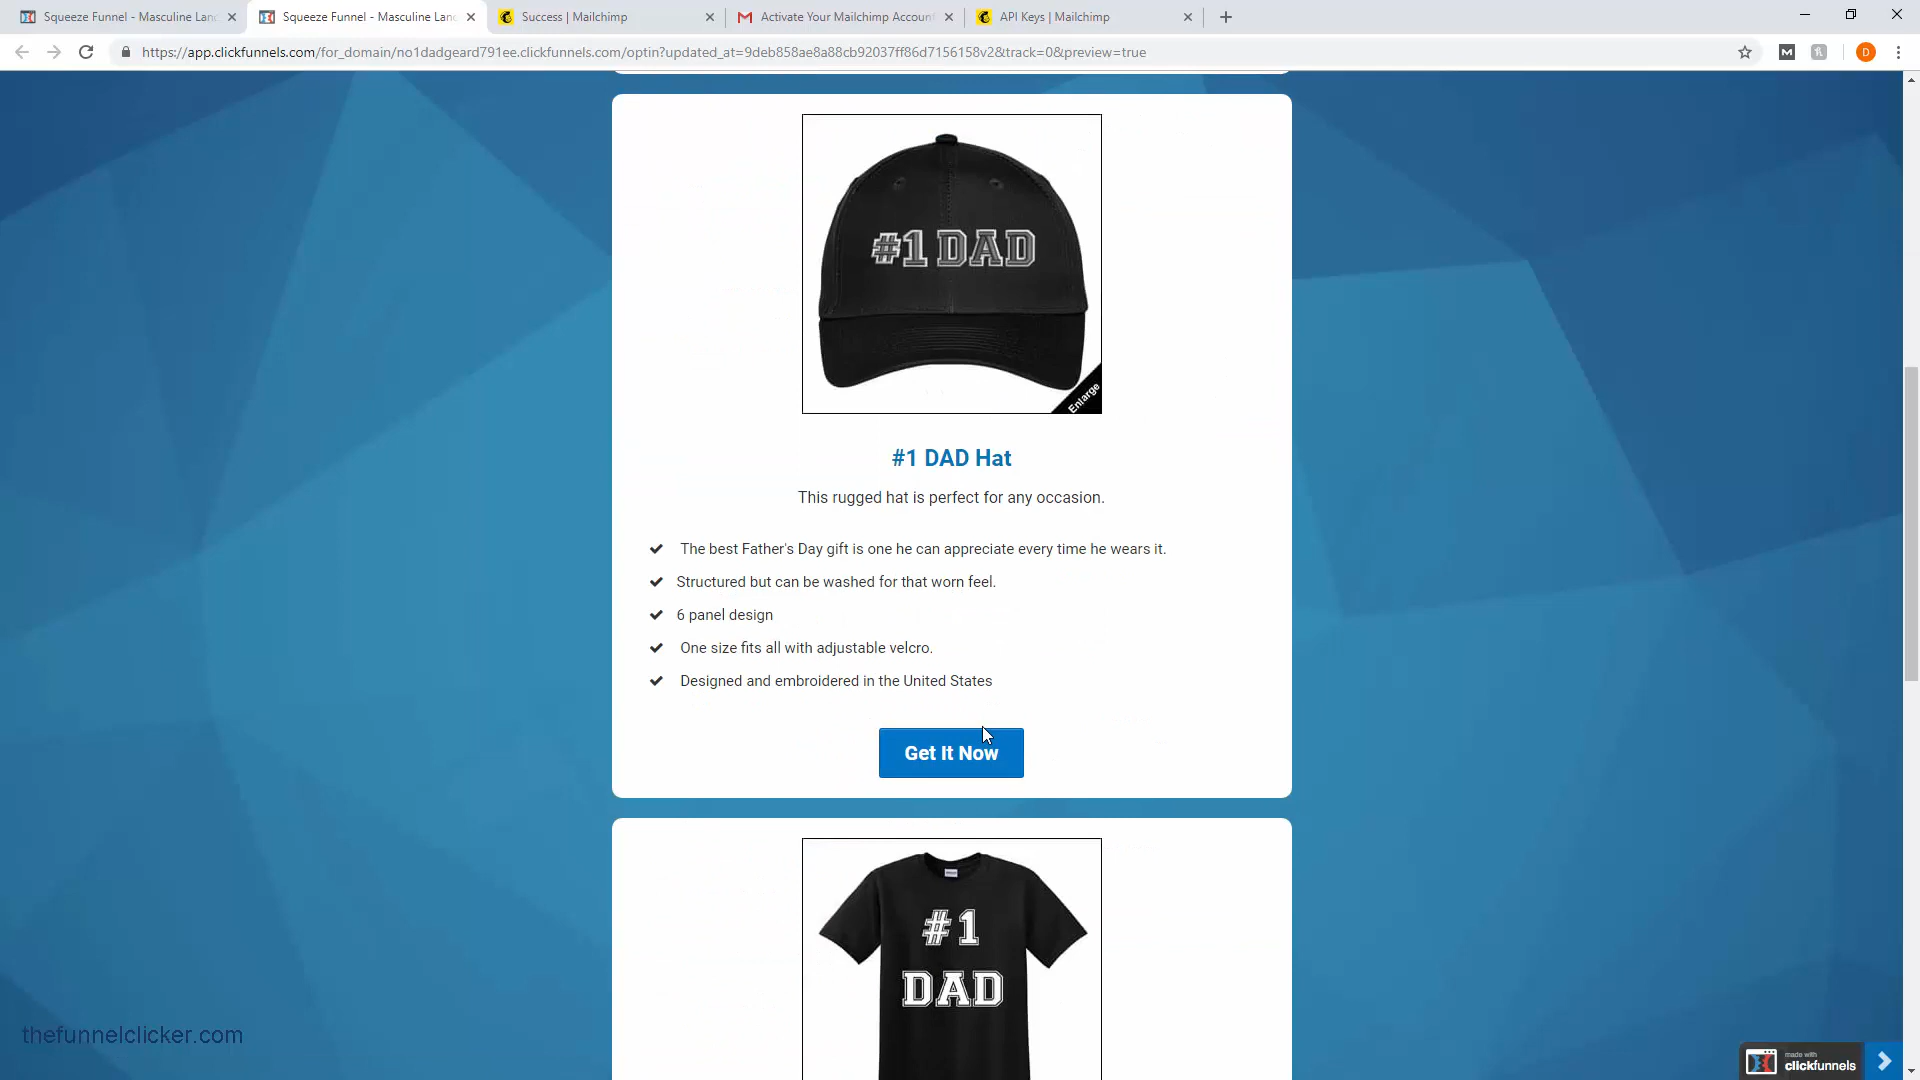 Squeeze Funnel - Masculine Lan
Squeeze Funnel - Masculine Lan
Success | Mailchimp
Activate Your Mailchimp Accoun
API Keys | Mailchimp
https://app.clickfunnels.com/for_domain/no1dadgeard791ee.clickfunnels.com/optin?updated_at=9deb858ae8a88cb92037ff86d7156158v2&track=0&preview=true
M
D
#1 DAD
Enlarge
#1 DAD Hat
This rugged hat is perfect for any occasion.
The best Father's Day gift is one he can appreciate every time he wears it.
Structured but can be washed for that worn feel.
6 panel design
One size fits all with adjustable velcro.
Designed and embroidered in the United States
Get It Now
#1
DAD
thefunnelclicker.com
made with
clickfunnels